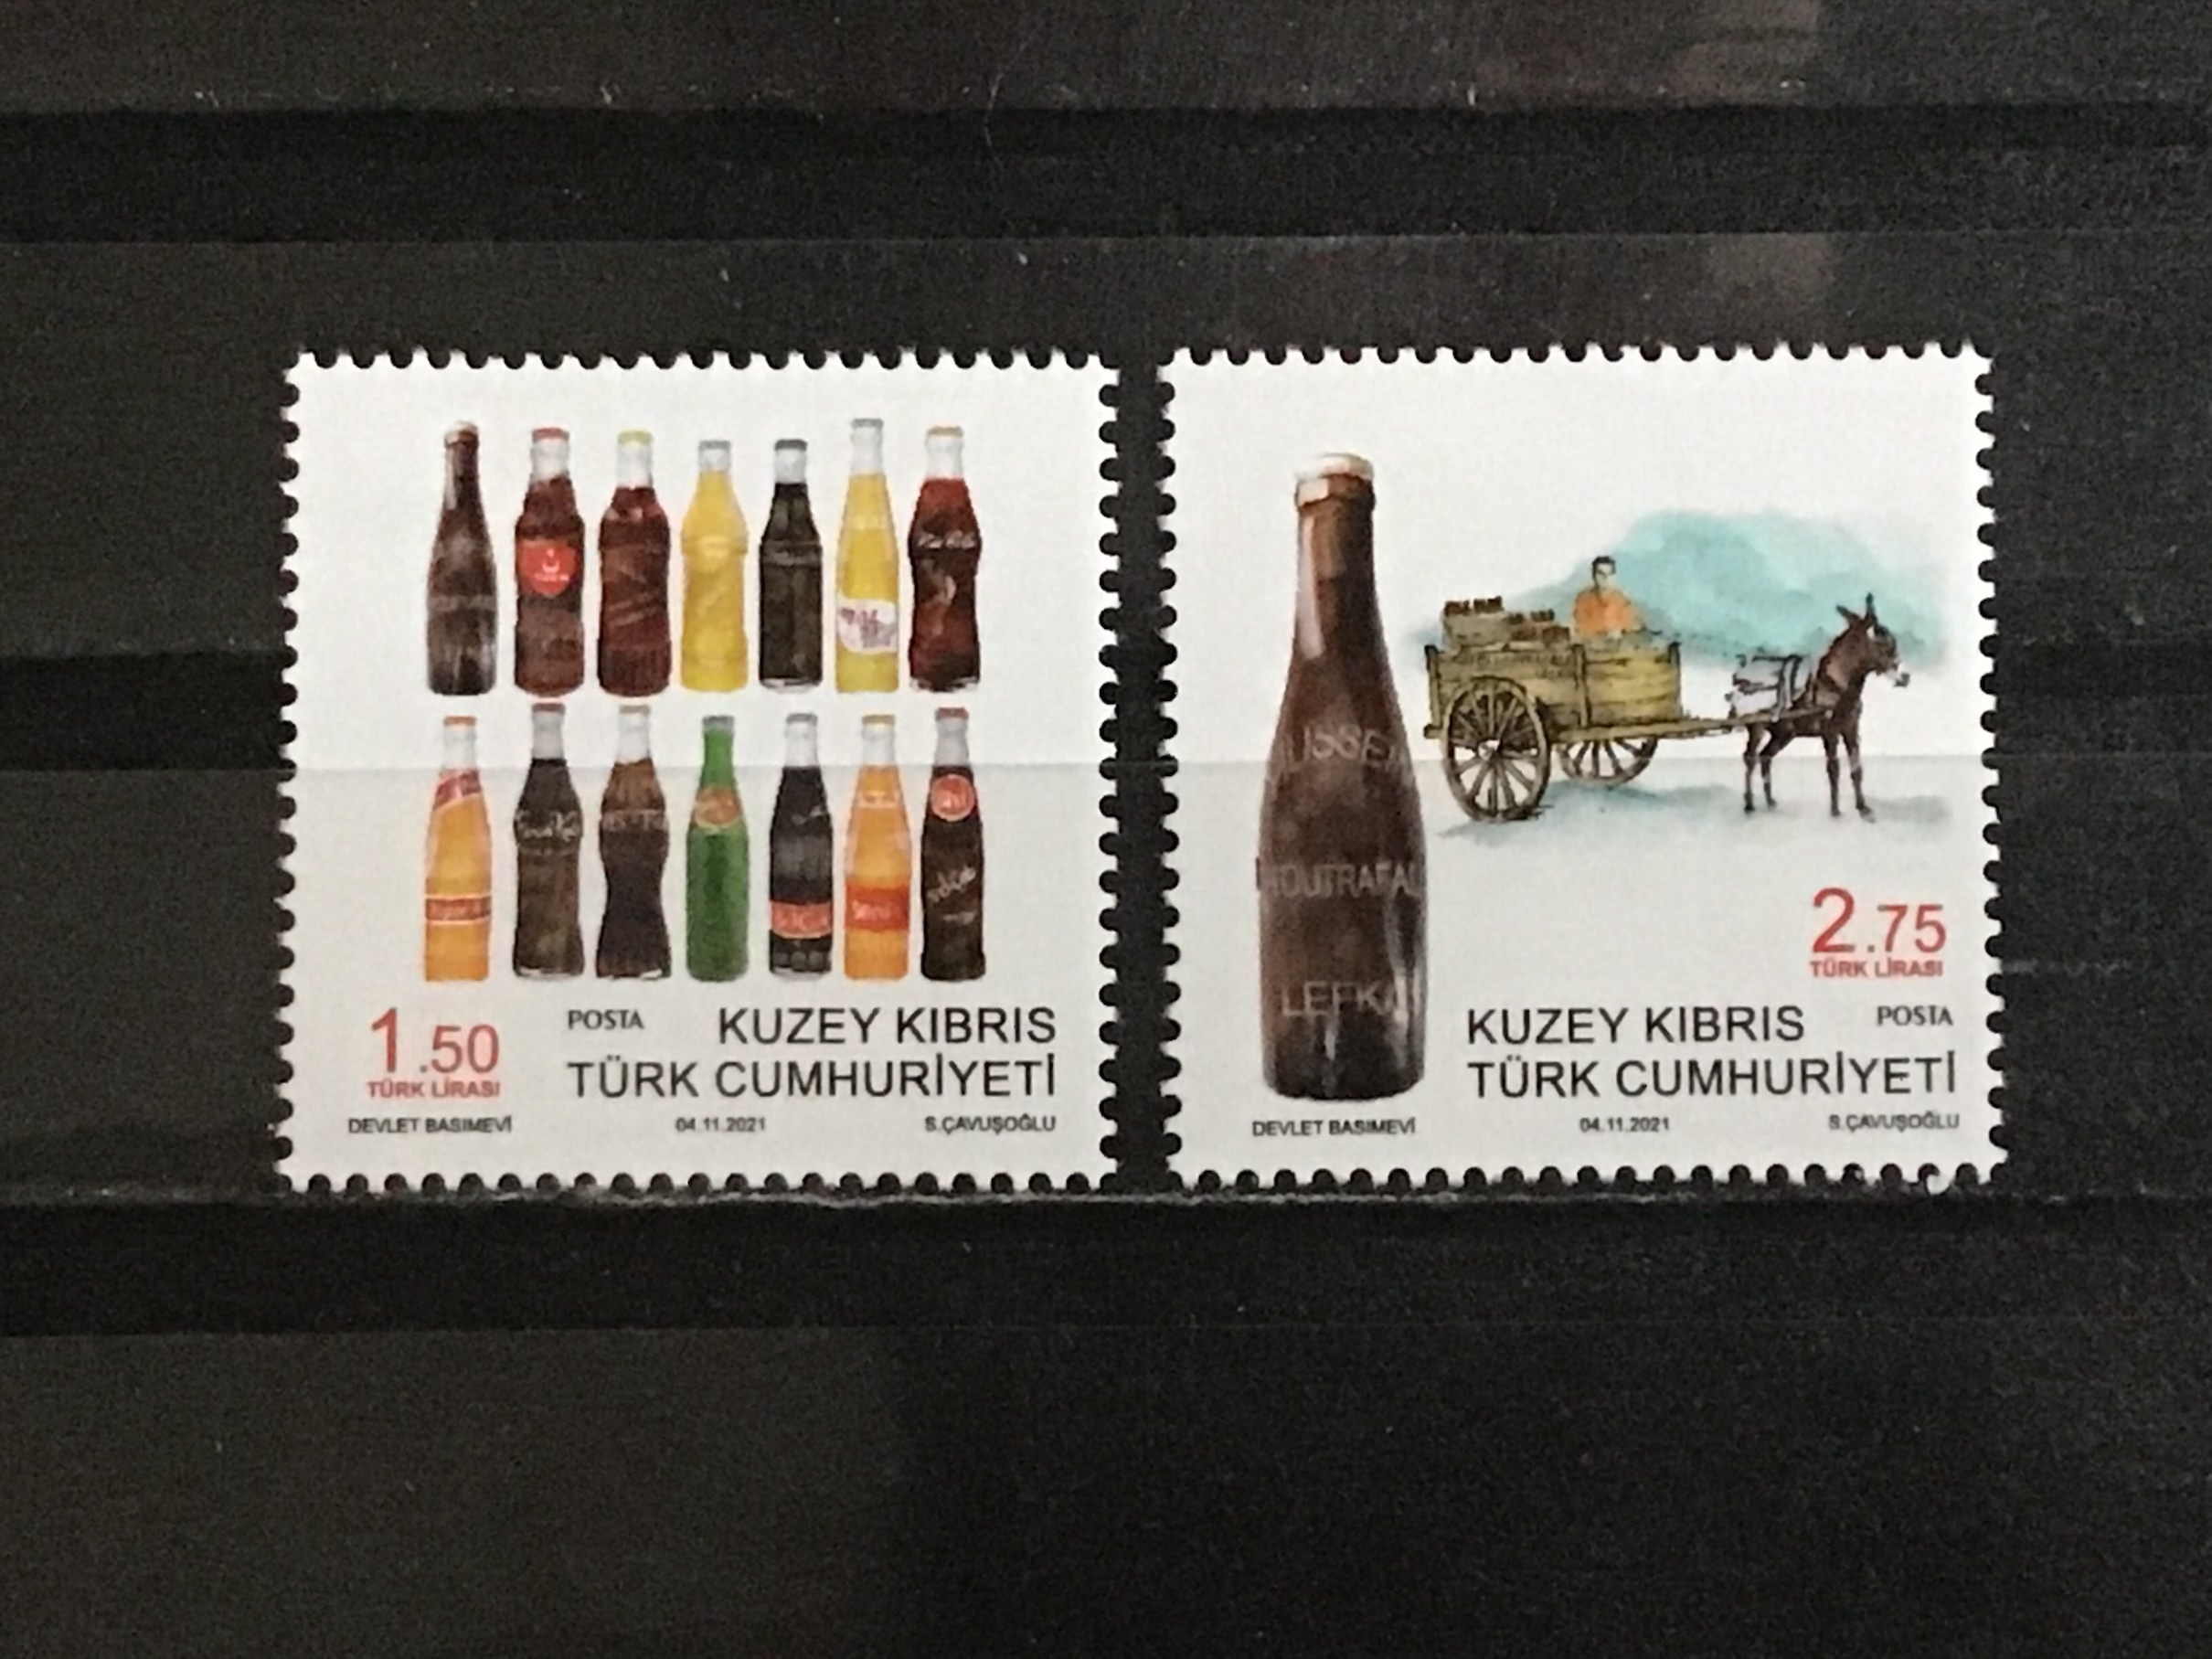 1.50
TÜRK LİRASI
POSTA
KUZEY KIBRIS
TÜRK CUMHURİYETİ
DEVLET BASIMEVİ
04.11.2021
S.ÇAVUŞOĞLU
LEFKA
2.75
TÜRK LİRASI
KUZEY KIBRIS
POSTA
TÜRK CUMHURİYETİ
DEVLET BASIMEVİ
04.11.2021
S.ÇAVUŞOĞLU